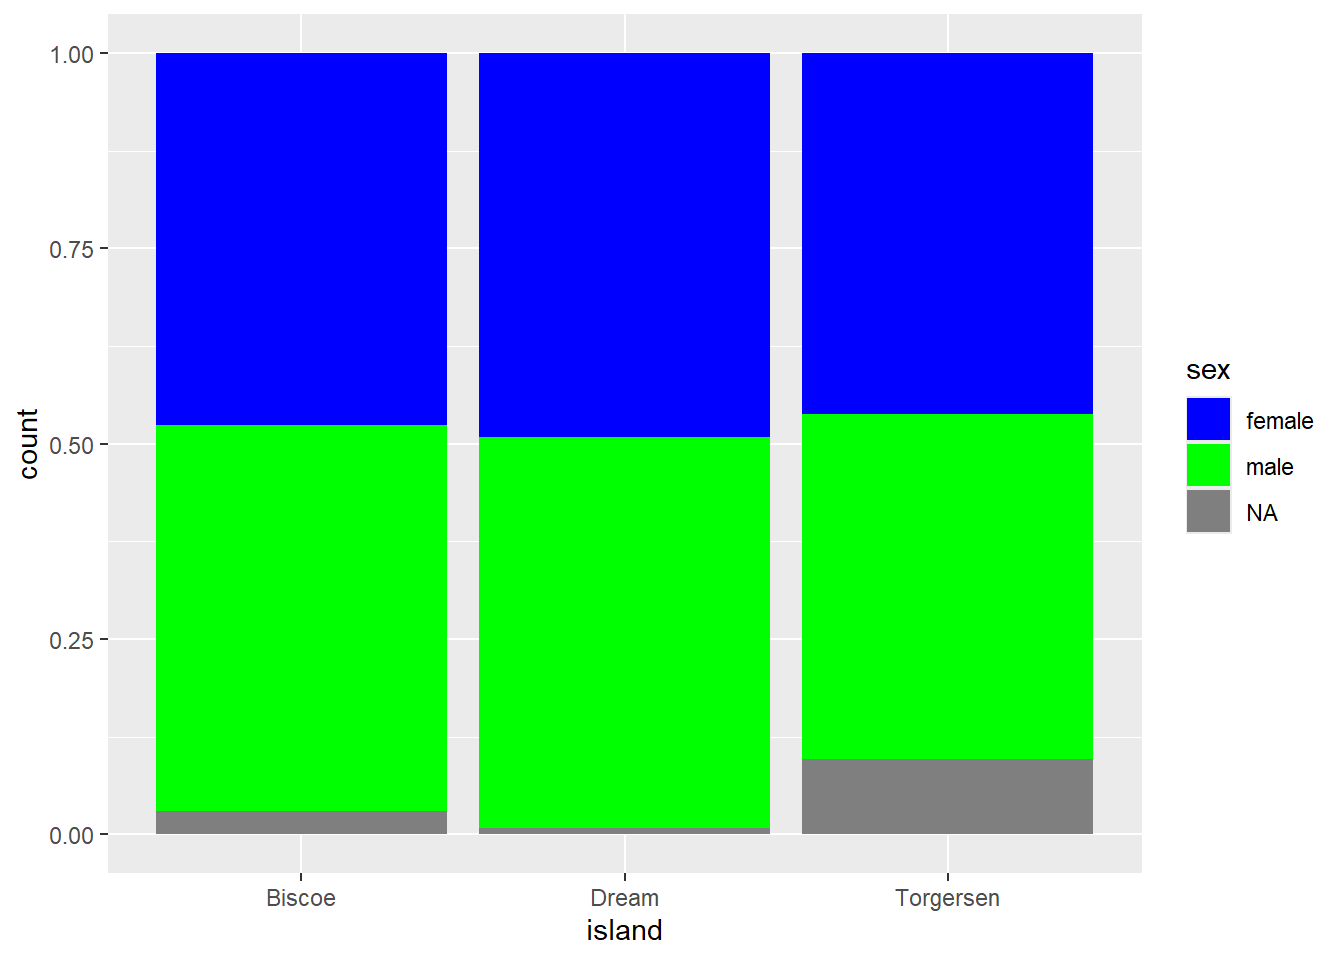 1.00
0.75
0.50
0.25
0.00
count
Biscoe
Dream
Torgersen
island
sex
female
male
NA